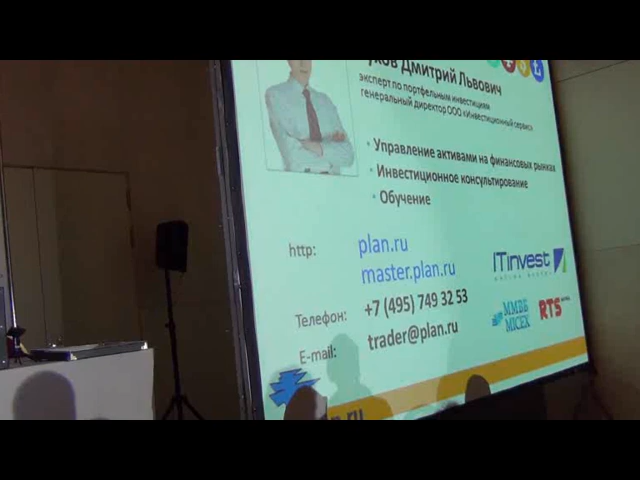 Дмитрий Львович
эксперт по портфельным инвестициям
генеральный директор ООО «Инвестиционный сервис»
• Управление активами на финансовых рынках
• Инвестиционное консультирование
• Обучение
http:
plan.ru
master.plan.ru
Телефон: +7 (495) 749 32 53
E-mail: trader@plan.ru
ITinvest
ММВБ
MICEX
RTS